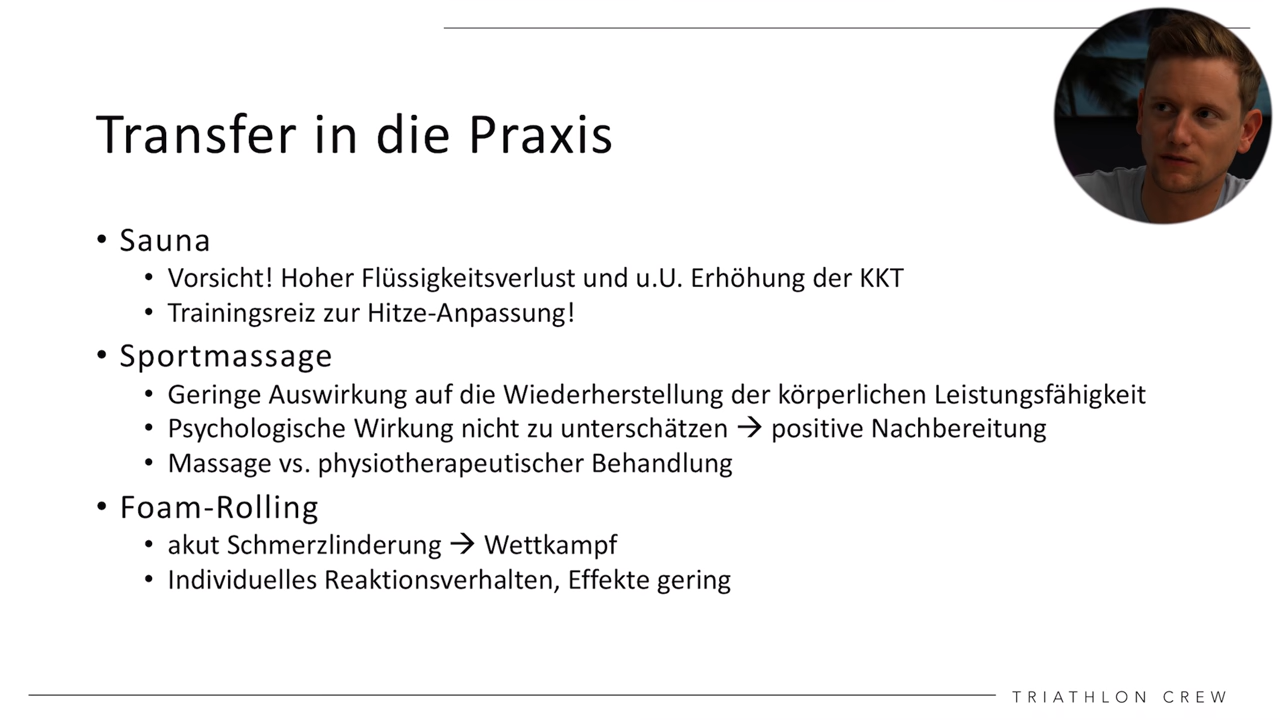 Transfer in die Praxis
• Sauna
• Vorsicht! Hoher Flüssigkeitsverlust und u.U. Erhöhung der KKT
• Trainingsreiz zur Hitze-Anpassung!
• Sportmassage
• Geringe Auswirkung auf die Wiederherstellung der körperlichen Leistungsfähigkeit
• Psychologische Wirkung nicht zu unterschätzen → positive Nachbereitung
• Massage vs. physiotherapeutischer Behandlung
• Foam-Rolling
• akut Schmerzlinderung → Wettkampf
• Individuelles Reaktionsverhalten, Effekte gering
TRIATHLON CREW